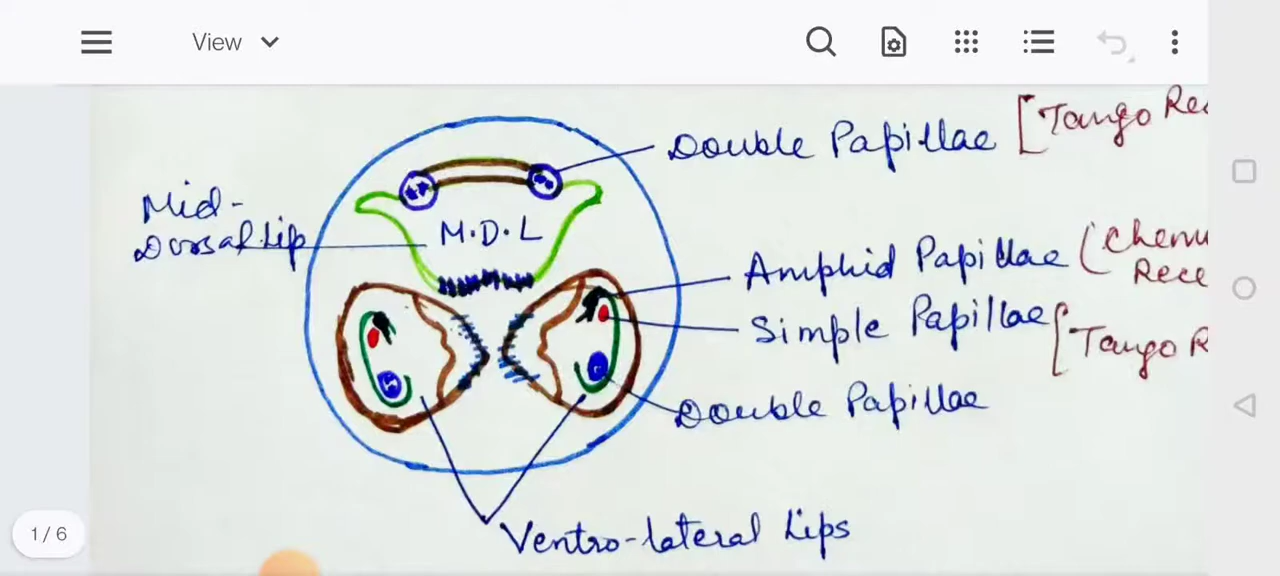 View
Double Papillae [Tango Rec
Mid-
Dorsal Lip
M.D.L
Amphid Papillae (Chemo
Rece
Simple Papillae
[Tango R
Double Papillae
Ventro-lateral Lips
1 / 6